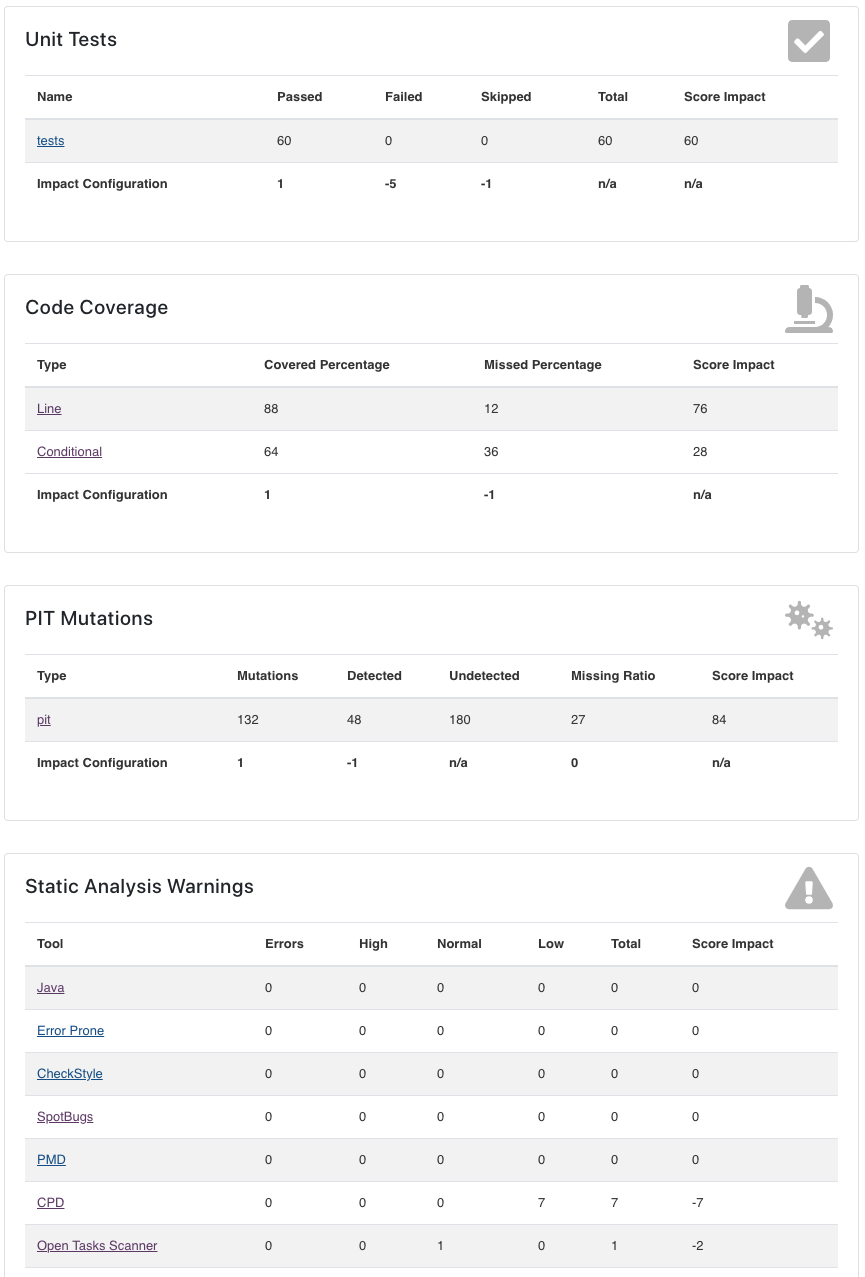 Unit Tests
Name Passed Failed Skipped Total Score Impact
tests 60 0 0 60 60
Impact Configuration 1 -5 -1 n/a n/a
Code Coverage
Type Covered Percentage Missed Percentage Score Impact
Line 88 12 76
Conditional 64 36 28
Impact Configuration 1 -1 n/a
PIT Mutations
Type Mutations Detected Undetected Missing Ratio Score Impact
pit 132 48 180 27 84
Impact Configuration 1 -1 n/a 0 n/a
Static Analysis Warnings
Tool Errors High Normal Low Total Score Impact
Java 0 0 0 0 0 0
Error Prone 0 0 0 0 0 0
CheckStyle 0 0 0 0 0 0
SpotBugs 0 0 0 0 0 0
PMD 0 0 0 0 0 0
CPD 0 0 0 7 7 -7
Open Tasks Scanner 0 0 1 0 1 -2